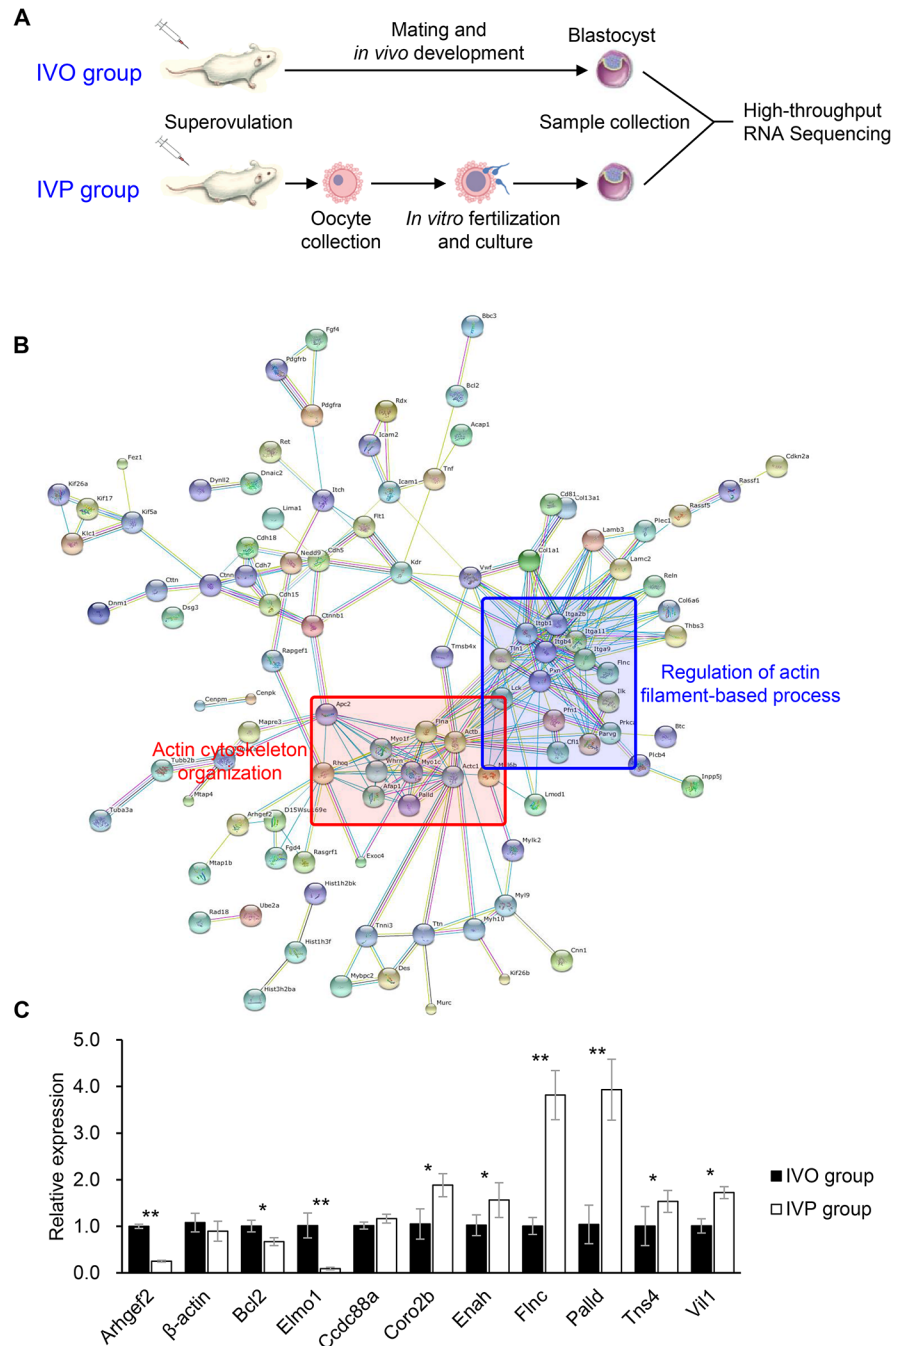 A
IVO group
Mating and
in vivo development
Blastocyst
Superovulation
Sample collection
High-throughput
RNA Sequencing
IVP group
Oocyte
collection
In vitro fertilization
and culture
B
Bbc3
Fgf4
Pdgfrb
Bcl2
Pdgfra
Rdx
Icam2
Acap1
Ret
Tnf
Cdkn2a
Fez1
Rassf1
Kif26a
Dynll2
Dnaic2
Itch
Icam1
Cd81
Col13a1
Rassf5
Kif17
Lima1
Flt1
Plec1
Klc1
Kif5a
Lamb3
Cdh18
Nedd9
Cdh5
Col1a1
Cdh7
Kdr
Vwf
Lamc2
Cttn
Reln
Cdh15
Dnm1
Dsg3
Col6a6
Itga2b
Ctnnb1
Itgb1
Itga11
Thbs3
Rapgef1
Tmsb4x
Tln1
Itgb4
Itga9
Flnc
Pxn
Regulation of actin
filament-based process
Cenpm
Cenpk
Lck
Ilk
Apc2
Pfn1
Prkcz
Btc
Mapre3
Flna
Actb
Parvg
Actin cytoskeleton
organization
Myo1f
Cfl1
Plcb4
Tubb2b
Rhoq
Whrn
Myo1c
Actc1
Inpp5j
Mtap4
Afap1
Palld
Lmod1
Tuba3a
Arhgef2
D15Wsu169e
Mtap1b
Fgd4
Rasgrf1
Exoc4
Mylk2
Hist1h2bk
Rad18
Ube2a
Myl9
Hist1h3f
Tnni3
Ttn
Myh10
Cnn1
Hist3h2ba
Mybpc2
Des
Kif26b
Murc
C
Relative expression
5.0
4.0
3.0
2.0
1.0
0.0
** * ** * * ** ** * *
IVO group
IVP group
Arhgef2
β-actin
Bcl2
Elmo1
Ccdc88a
Coro2b
Enah
Flnc
Palld
Tns4
Vil1